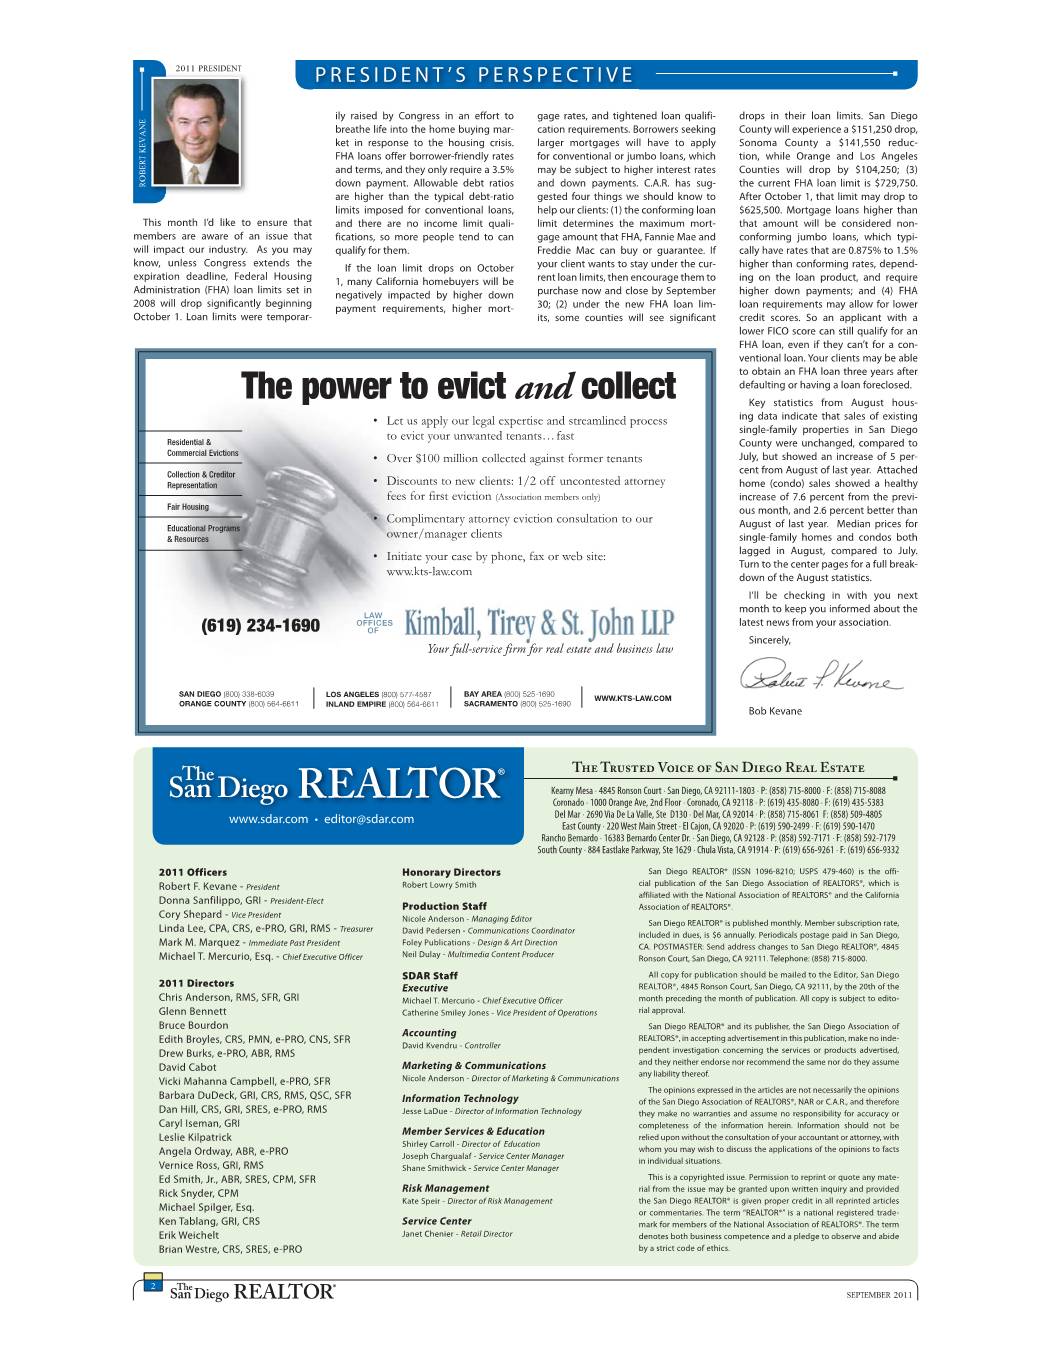 2011 PRESIDENT
ROBERT KEVANE
PRESIDENT'S PERSPECTIVE
This month I'd like to ensure that
members are aware of an issue that
will impact our industry. As you may
know, unless Congress extends the
expiration deadline, Federal Housing
Administration (FHA) loan limits set in
2008 will drop significantly beginning
October 1. Loan limits were temporar-
ily raised by Congress in an effort to
breathe life into the home buying mar-
ket in response to the housing crisis.
FHA loans offer borrower-friendly rates
and terms, and they only require a 3.5%
down payment. Allowable debt ratios
are higher than the typical debt-ratio
limits imposed for conventional loans,
and there are no income limit quali-
fications, so more people tend to can
qualify for them.
If the loan limit drops on October
1, many California homebuyers will be
negatively impacted by higher down
payment requirements, higher mort-
gage rates, and tightened loan qualifi-
cation requirements. Borrowers seeking
larger mortgages will have to apply
for conventional or jumbo loans, which
may be subject to higher interest rates
and down payments. C.A.R. has sug-
gested four things we should know to
help our clients: (1) the conforming loan
limit determines the maximum mort-
gage amount that FHA, Fannie Mae and
Freddie Mac can buy or guarantee. If
your client wants to stay under the cur-
rent loan limits, then encourage them to
purchase now and close by September
30; (2) under the new FHA loan lim-
its, some counties will see significant
drops in their loan limits. San Diego
County will experience a $151,250 drop,
Sonoma County a $141,550 reduc-
tion, while Orange and Los Angeles
Counties will drop by $104,250; (3)
the current FHA loan limit is $729,750.
After October 1, that limit may drop to
$625,500. Mortgage loans higher than
that amount will be considered non-
conforming jumbo loans, which typi-
cally have rates that are 0.875% to 1.5%
higher than conforming rates, depend-
ing on the loan product, and require
higher down payments; and (4) FHA
loan requirements may allow for lower
credit scores. So an applicant with a
lower FICO score can still qualify for an
FHA loan, even if they can't for a con-
ventional loan. Your clients may be able
to obtain an FHA loan three years after
defaulting or having a loan foreclosed.
Key statistics from August hous-
ing data indicate that sales of existing
single-family properties in San Diego
County were unchanged, compared to
July, but showed an increase of 5 per-
cent from August of last year. Attached
home (condo) sales showed a healthy
increase of 7.6 percent from the previ-
ous month, and 2.6 percent better than
August of last year. Median prices for
single-family homes and condos both
lagged in August, compared to July.
Turn to the center pages for a full break-
down of the August statistics.
I'll be checking in with you next
month to keep you informed about the
latest news from your association.
Sincerely,
Robert F. Kevane
Bob Kevane
The power to evict and collect
Residential &
Commercial Evictions
Collection & Creditor
Representation
Fair Housing
Educational Programs
& Resources
• Let us apply our legal expertise and streamlined process
to evict your unwanted tenants… fast
• Over $100 million collected against former tenants
• Discounts to new clients: 1/2 off uncontested attorney
fees for first eviction (Association members only)
• Complimentary attorney eviction consultation to our
owner/manager clients
• Initiate your case by phone, fax or web site:
www.kts-law.com
(619) 234-1690
LAW
OFFICES
OF
Kimball, Tirey & St. John LLP
Your full-service firm for real estate and business law
SAN DIEGO (800) 338-6039
ORANGE COUNTY (800) 564-6611
LOS ANGELES (800) 577-4587
INLAND EMPIRE (800) 564-6611
BAY AREA (800) 525-1690
SACRAMENTO (800) 525-1690
WWW.KTS-LAW.COM
The San Diego REALTOR®
www.sdar.com • editor@sdar.com
THE TRUSTED VOICE OF SAN DIEGO REAL ESTATE
Kearny Mesa · 4845 Ronson Court · San Diego, CA 92111-1803 · P: (858) 715-8000 · F: (858) 715-8088
Coronado · 1000 Orange Ave, 2nd Floor · Coronado, CA 92118 · P: (619) 435-8080 · F: (619) 435-5383
Del Mar · 2690 Via De La Valle, Ste D130 · Del Mar, CA 92014 · P: (858) 715-8061 F: (858) 509-4805
East County · 220 West Main Street · El Cajon, CA 92020 · P: (619) 590-2499 · F: (619) 590-1470
Rancho Bernardo · 16383 Bernardo Center Dr. · San Diego, CA 92128 · P: (858) 592-7171 · F: (858) 592-7179
South County · 884 Eastlake Parkway, Ste 1629 · Chula Vista, CA 91914 · P: (619) 656-9261 · F: (619) 656-9332
2011 Officers
Robert F. Kevane - President
Donna Sanfilippo, GRI - President-Elect
Cory Shepard - Vice President
Linda Lee, CPA, CRS, e-PRO, GRI, RMS - Treasurer
Mark M. Marquez - Immediate Past President
Michael T. Mercurio, Esq. - Chief Executive Officer
2011 Directors
Chris Anderson, RMS, SFR, GRI
Glenn Bennett
Bruce Bourdon
Edith Broyles, CRS, PMN, e-PRO, CNS, SFR
Drew Burks, e-PRO, ABR, RMS
David Cabot
Vicki Mahanna Campbell, e-PRO, SFR
Barbara DuDeck, GRI, CRS, RMS, QSC, SFR
Dan Hill, CRS, GRI, SRES, e-PRO, RMS
Caryl Iseman, GRI
Leslie Kilpatrick
Angela Ordway, ABR, e-PRO
Vernice Ross, GRI, RMS
Ed Smith, Jr., ABR, SRES, CPM, SFR
Rick Snyder, CPM
Michael Spilger, Esq.
Ken Tablang, GRI, CRS
Erik Weichelt
Brian Westre, CRS, SRES, e-PRO
Honorary Directors
Robert Lowry Smith
Production Staff
Nicole Anderson - Managing Editor
David Pedersen - Communications Coordinator
Foley Publications - Design & Art Direction
Neil Dulay - Multimedia Content Producer
SDAR Staff
Executive
Michael T. Mercurio - Chief Executive Officer
Catherine Smiley Jones - Vice President of Operations
Accounting
David Kvendru - Controller
Marketing & Communications
Nicole Anderson - Director of Marketing & Communications
Information Technology
Jesse LaDue - Director of Information Technology
Member Services & Education
Shirley Carroll - Director of Education
Joseph Chargualaf - Service Center Manager
Shane Smithwick - Service Center Manager
Risk Management
Kate Speir - Director of Risk Management
Service Center
Janet Chenier - Retail Director
San Diego REALTOR® (ISSN 1096-8210; USPS 479-460) is the offi-
cial publication of the San Diego Association of REALTORS®, which is
affiliated with the National Association of REALTORS® and the California
Association of REALTORS®.
San Diego REALTOR® is published monthly. Member subscription rate,
included in dues, is $6 annually. Periodicals postage paid in San Diego,
CA. POSTMASTER: Send address changes to San Diego REALTOR®, 4845
Ronson Court, San Diego, CA 92111. Telephone: (858) 715-8000.
All copy for publication should be mailed to the Editor, San Diego
REALTOR®, 4845 Ronson Court, San Diego, CA 92111, by the 20th of the
month preceding the month of publication. All copy is subject to edito-
rial approval.
San Diego REALTOR® and its publisher, the San Diego Association of
REALTORS®, in accepting advertisement in this publication, make no inde-
pendent investigation concerning the services or products advertised,
and they neither endorse nor recommend the same nor do they assume
any liability thereof.
The opinions expressed in the articles are not necessarily the opinions
of the San Diego Association of REALTORS®, NAR or C.A.R., and therefore
they make no warranties and assume no responsibility for accuracy or
completeness of the information herein. Information should not be
relied upon without the consultation of your accountant or attorney, with
whom you may wish to discuss the applications of the opinions to facts
in individual situations.
This is a copyrighted issue. Permission to reprint or quote any mate-
rial from the issue may be granted upon written inquiry and provided
the San Diego REALTOR® is given proper credit in all reprinted articles
or commentaries. The term "REALTOR®" is a national registered trade-
mark for members of the National Association of REALTORS®. The term
denotes both business competence and a pledge to observe and abide
by a strict code of ethics.
2
The San Diego REALTOR®
SEPTEMBER 2011